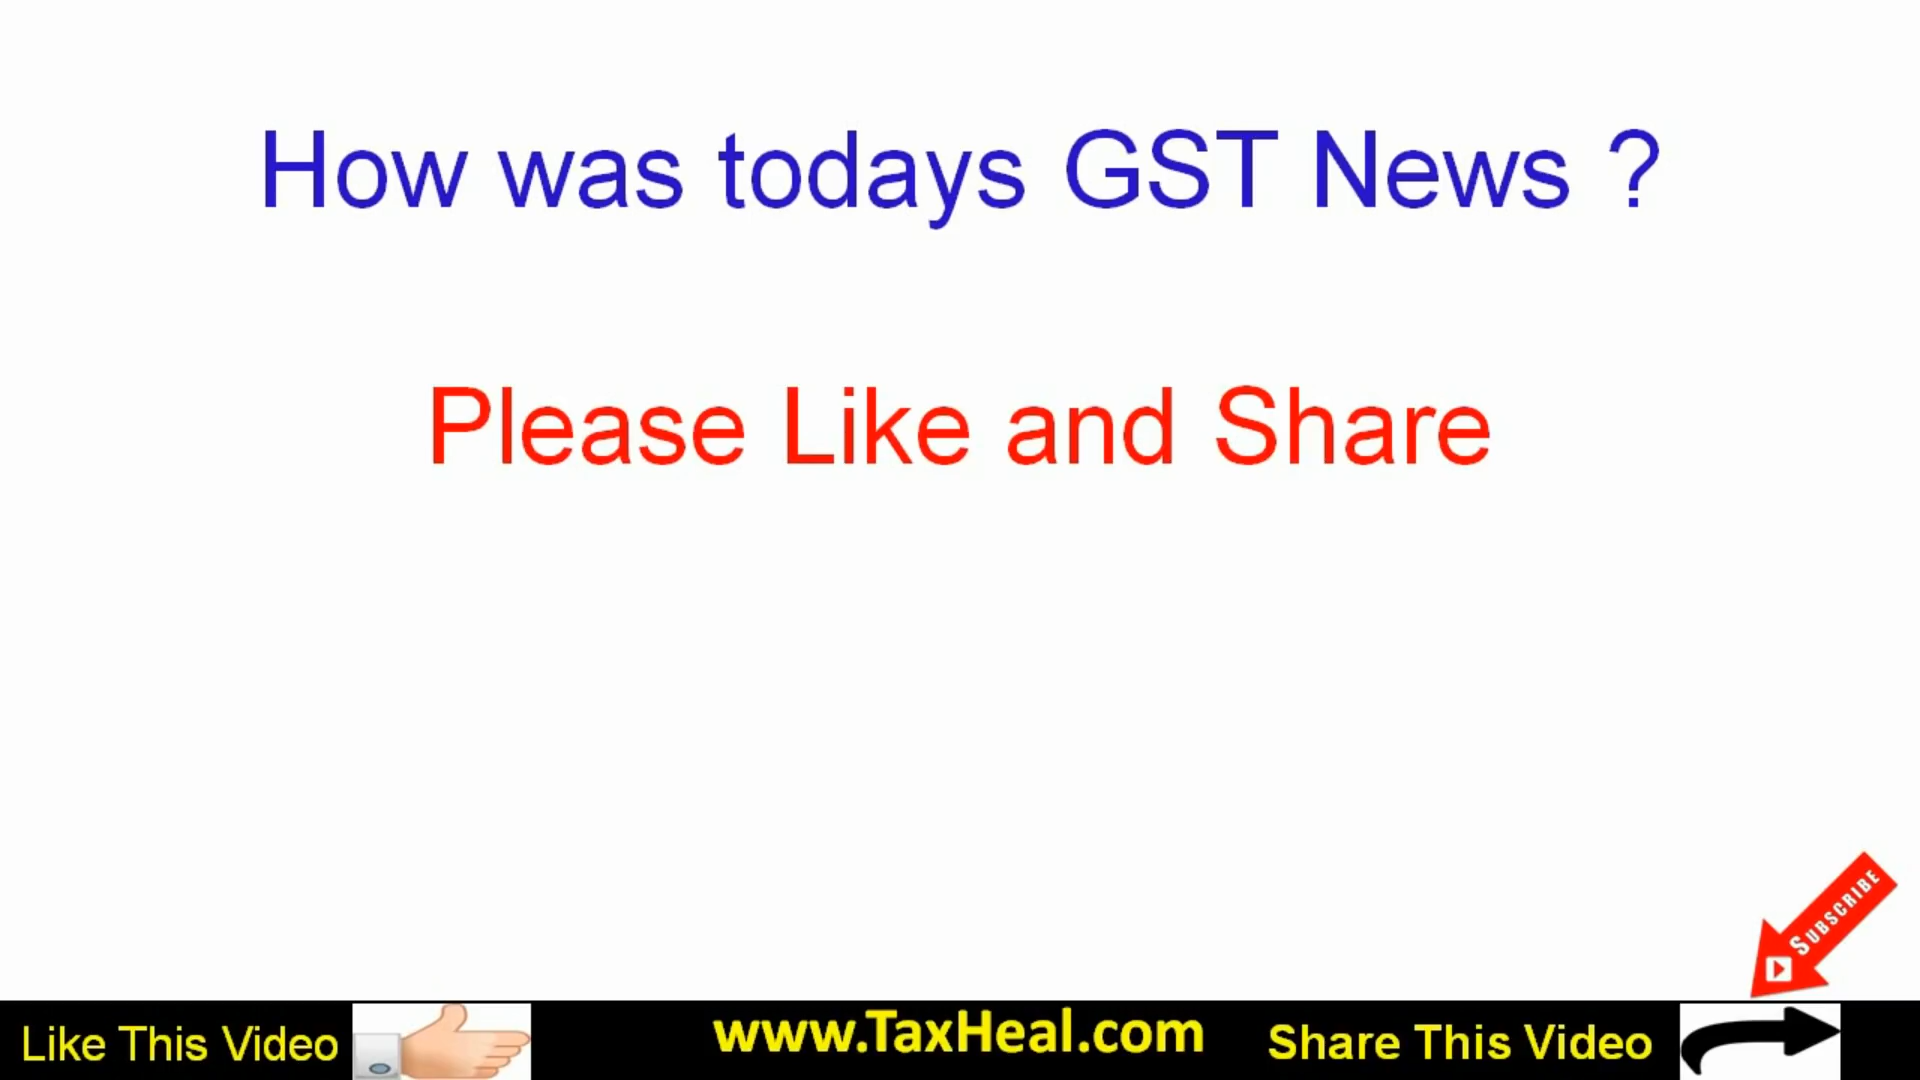 How was todays GST News ?
Please Like and Share
SUBSCRIBE
Like This Video
www.TaxHeal.com
Share This Video